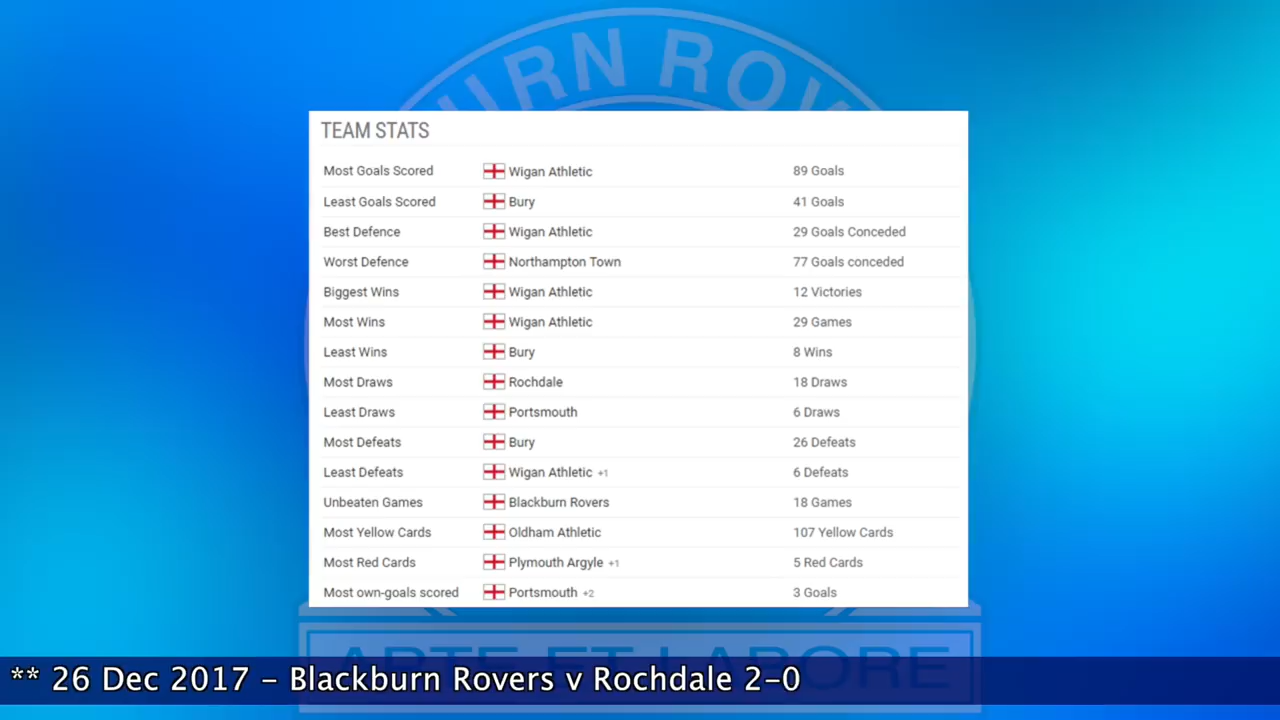 BURN ROV
TEAM STATS
Most Goals Scored Wigan Athletic 89 Goals
Least Goals Scored Bury 41 Goals
Best Defence Wigan Athletic 29 Goals Conceded
Worst Defence Northampton Town 77 Goals conceded
Biggest Wins Wigan Athletic 12 Victories
Most Wins Wigan Athletic 29 Games
Least Wins Bury 8 Wins
Most Draws Rochdale 18 Draws
Least Draws Portsmouth 6 Draws
Most Defeats Bury 26 Defeats
Least Defeats Wigan Athletic +1 6 Defeats
Unbeaten Games Blackburn Rovers 18 Games
Most Yellow Cards Oldham Athletic 107 Yellow Cards
Most Red Cards Plymouth Argyle +1 5 Red Cards
Most own-goals scored Portsmouth +2 3 Goals
ARTE ET LABORE
** 26 Dec 2017 - Blackburn Rovers v Rochdale 2-0